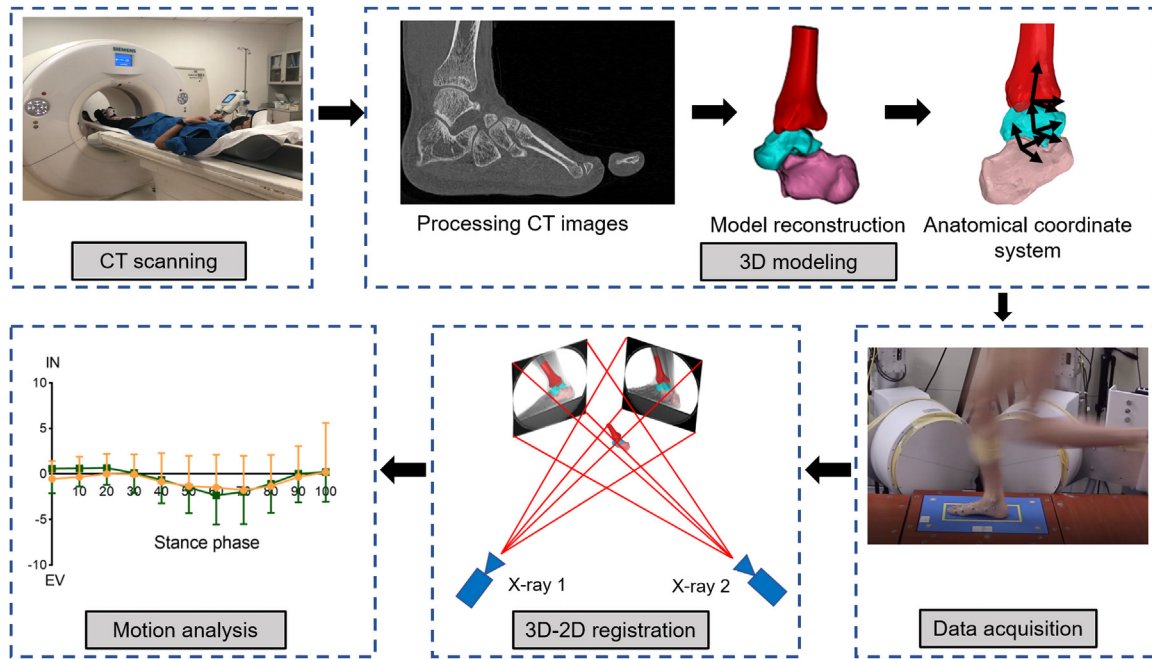 SIEMENS
Processing CT images
Model reconstruction
Anatomical coordinate
system
CT scanning
3D modeling
IN
10
5
0
-5
-10
10 20 30 40 50 60 70 80 90 100
Stance phase
EV
Motion analysis
X-ray 1
X-ray 2
3D-2D registration
Data acquisition